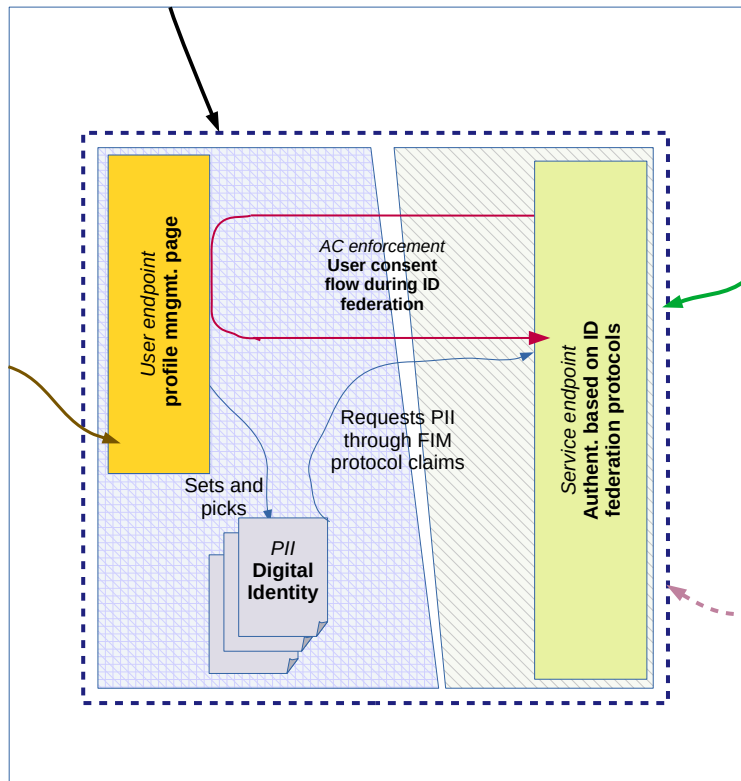 User endpoint
profile mngmt. page
AC enforcement
User consent
flow during ID
federation
Service endpoint
Authent. based on ID
federation protocols
Requests PII
through FIM
protocol claims
Sets and
picks
PII
Digital
Identity